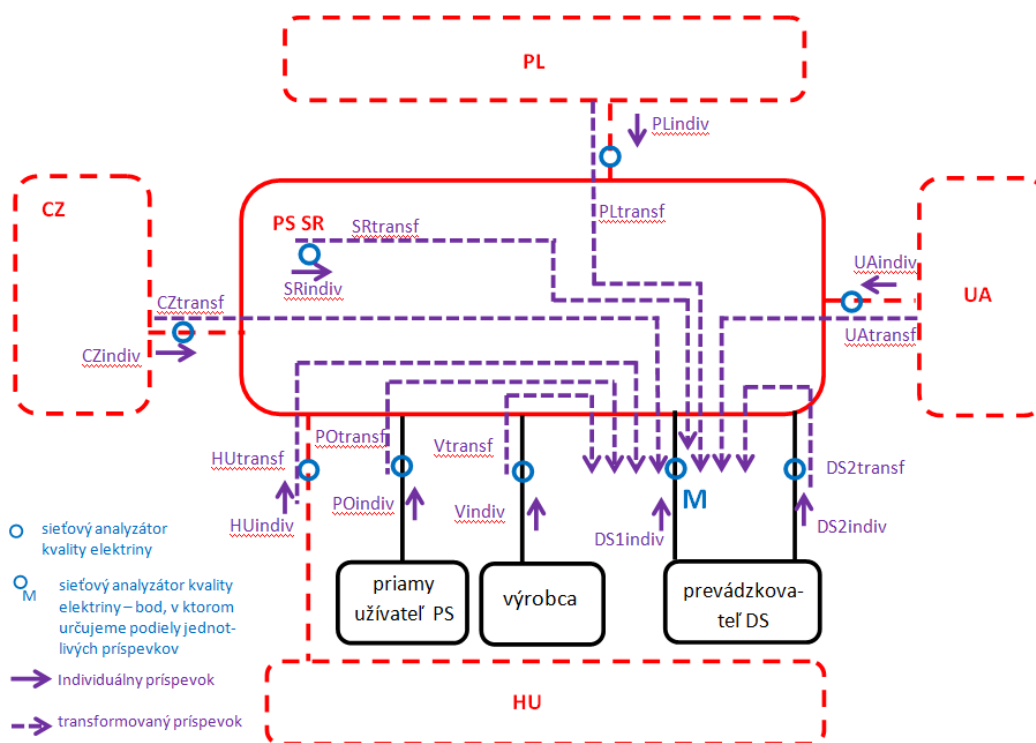 PL
PLindiv
CZ
PS SR
SRtransf
PLtransf
SRindiv
UAindiv
UA
CZtransf
UAtransf
CZindiv
HUtransf
POtransf
Vtransf
DS2transf
M
HUindiv
POindiv
Vindiv
DS1indiv
DS2indiv
sieťový analyzátor
kvality elektriny
M
sieťový analyzátor kvality
elektriny – bod, v ktorom
určujeme podiely jednot-
livých príspevkov
priamy
užívateľ PS
výrobca
prevádzkova-
teľ DS
Individuálny príspevok
transformovaný príspevok
HU